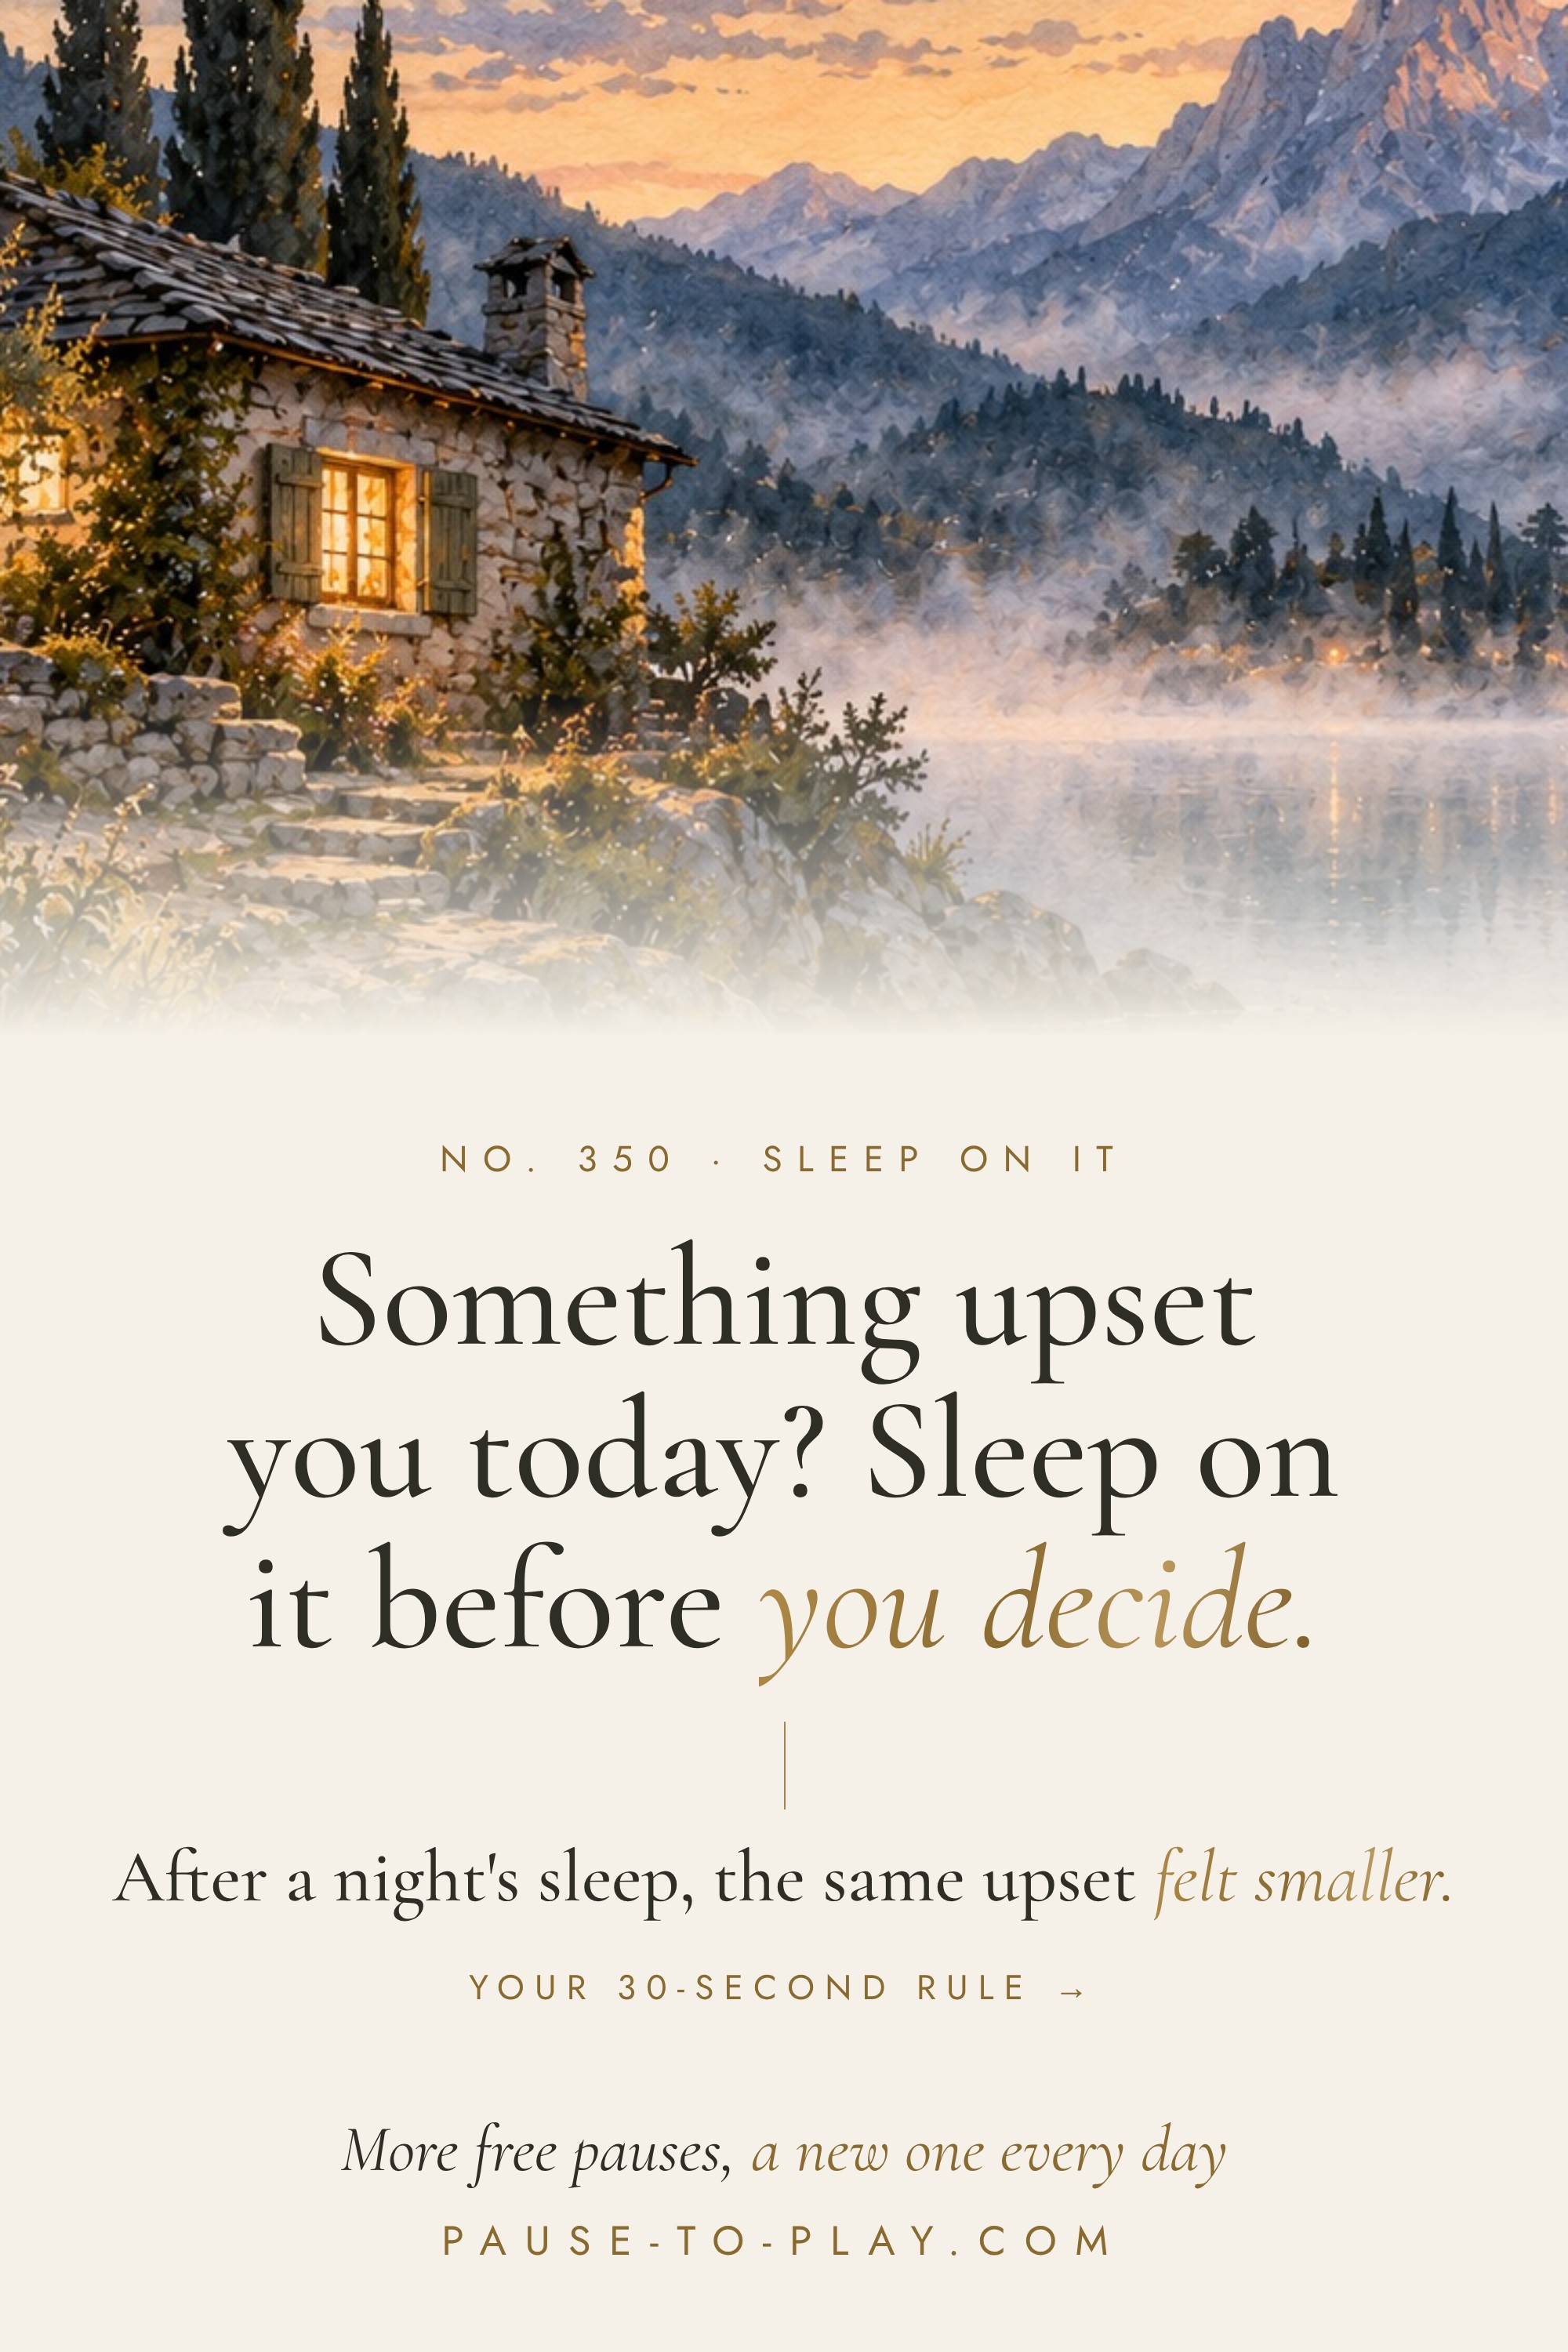 NO. 350 · SLEEP ON IT
Something upset
you today? Sleep on
it before you decide.
After a night's sleep, the same upset felt smaller.
YOUR 30-SECOND RULE →
More free pauses, a new one every day
PAUSE-TO-PLAY.COM